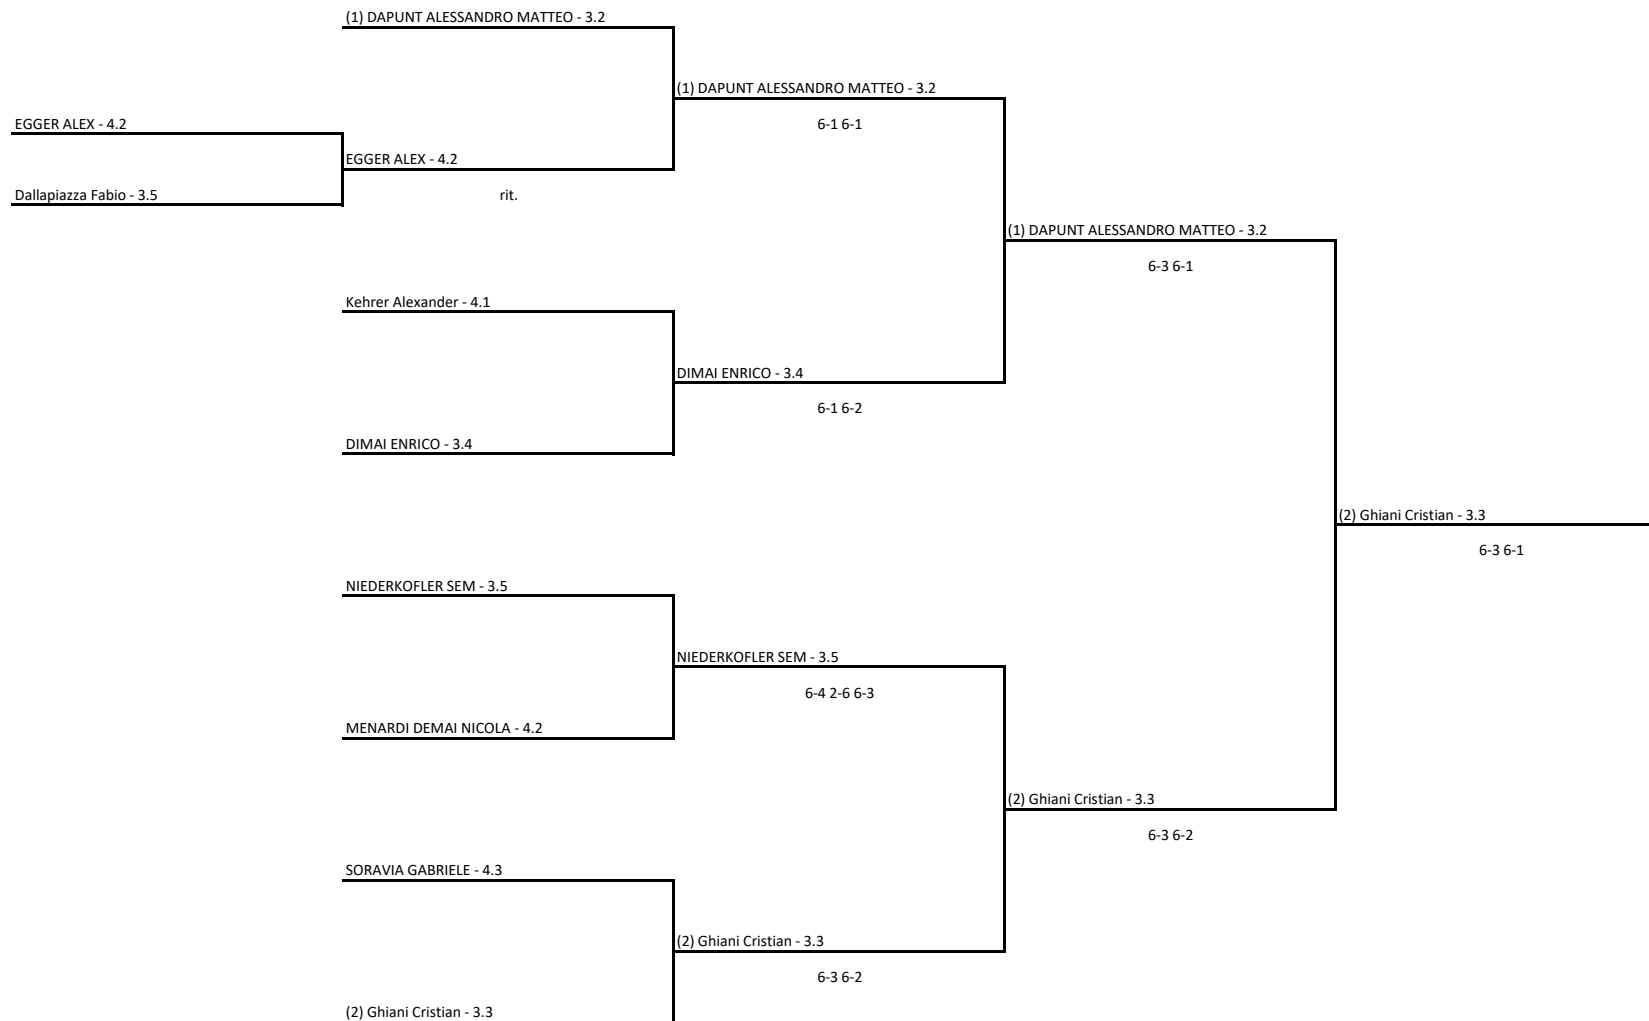 (1) DAPUNT ALESSANDRO MATTEO - 3.2
(1) DAPUNT ALESSANDRO MATTEO - 3.2
EGGER ALEX - 4.2
6-1 6-1
EGGER ALEX - 4.2
Dallapiazza Fabio - 3.5
rit.
(1) DAPUNT ALESSANDRO MATTEO - 3.2
6-3 6-1
Kehrer Alexander - 4.1
DIMAI ENRICO - 3.4
6-1 6-2
DIMAI ENRICO - 3.4
(2) Ghiani Cristian - 3.3
6-3 6-1
NIEDERKOFLER SEM - 3.5
NIEDERKOFLER SEM - 3.5
6-4 2-6 6-3
MENARDI DEMAI NICOLA - 4.2
(2) Ghiani Cristian - 3.3
6-3 6-2
SORAVIA GABRIELE - 4.3
(2) Ghiani Cristian - 3.3
6-3 6-2
(2) Ghiani Cristian - 3.3